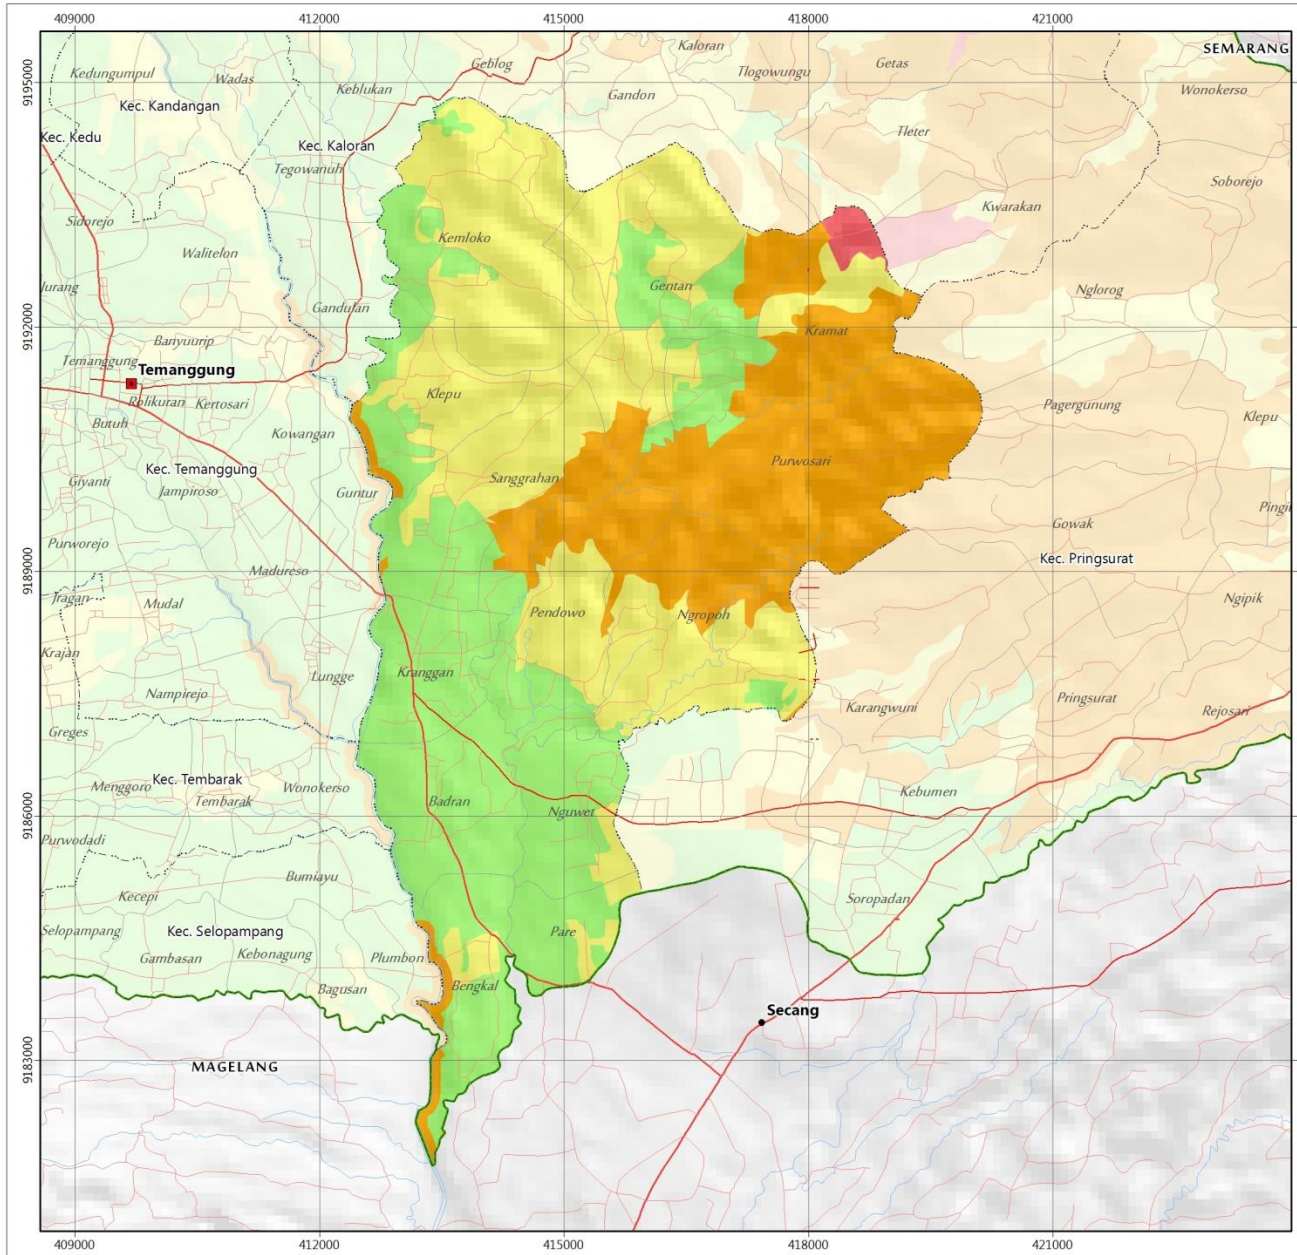 409000
412000
415000
418000
421000
9195000
9192000
9189000
9186000
9183000
SEMARANG
Geblog
Kaloran
Tlogowungu
Getas
Kedungumpul
Wadas
Keblukan
Gandon
Wonokerso
Kec. Kandangan
Kec. Kedu
Kec. Kaloran
Tleter
Tegowanuh
Soborejo
Sidorejo
Kwarakan
Walitelon
Kemloko
Jurang
Gentan
Nglorog
Gandulan
Banyuurip
Kramat
Temanggung
Temanggung
Klepu
Rolikuran
Kertosari
Pagergunung
Klepu
Butuh
Kowangan
Kec. Temanggung
Purwosari
Giyanti
Jampiroso
Guntur
Sanggrahan
Gowak
Purworejo
Kec. Pringsurat
Madureso
Jragan
Mudal
Pendowo
Ngropoh
Ngipik
Krajan
Lungge
Kranggan
Nampirejo
Karangwuni
Pringsurat
Rejosari
Greges
Kec. Tembarak
Menggoro
Wonokerso
Tembarak
Badran
Nguwet
Kebumen
Purwodadi
Bumiayu
Kecepi
Soropadan
Selopampang
Kec. Selopampang
Pare
Gambasan
Kebonagung
Plumbon
Bagusan
Bengkal
Secang
MAGELANG
409000
412000
415000
418000
421000